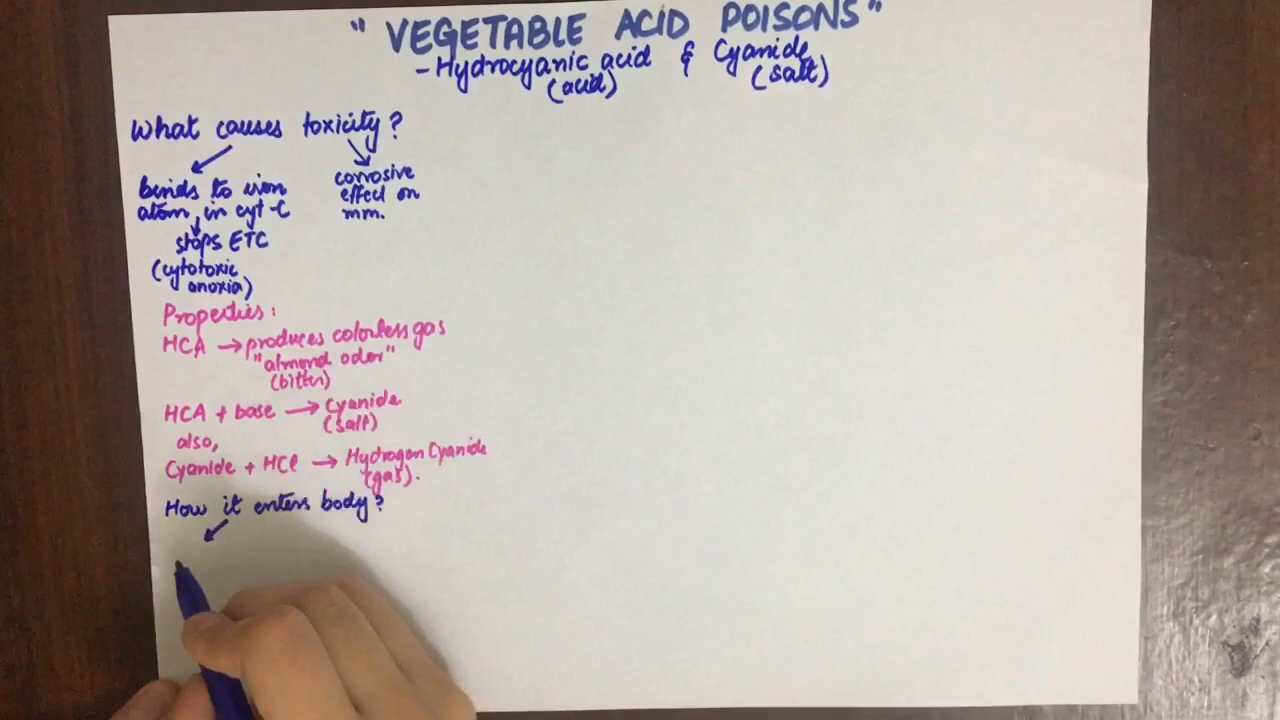 "VEGETABLE ACID POISONS"
- Hydrocyanic acid & Cyanide
(acid) (salt)
What causes toxicity?
binds to iron
atom in cyt-C
stops ETC
(cytotoxic
anoxia)
corrosive
effect on
mm.
Properties:
HCA → produces colorless gas
"almond odor"
(bitter)
HCA + base → Cyanide
(salt)
also,
Cyanide + HCl → Hydrogen Cyanide
(gas).
How it enters body?